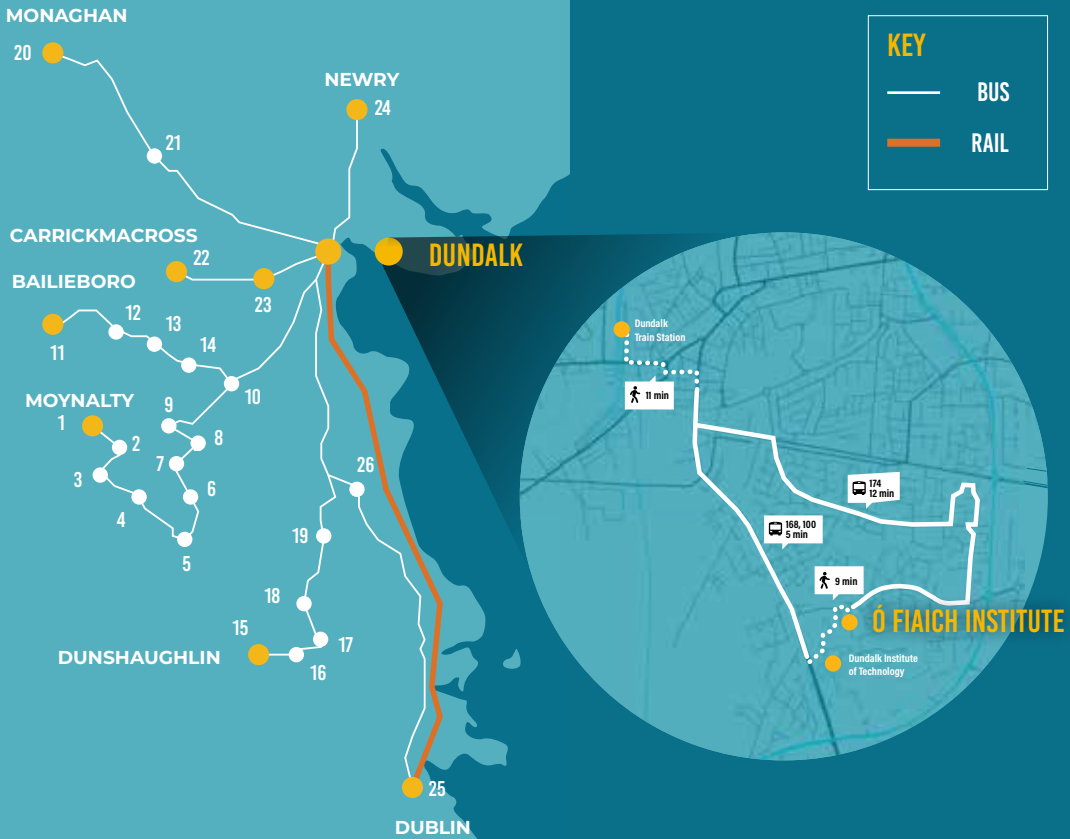 MONAGHAN
20
NEWRY
24
21
KEY
BUS
RAIL
CARRICKMACROSS
22
23
DUNDALK
BAILIEBORO
11
12
13
14
10
MOYNALTY
1
2
3
4
5
6
7
8
9
26
19
18
17
15
16
DUNSHAUGHLIN
25
DUBLIN
Dundalk
Train Station
11 min
174
12 min
168, 100
5 min
9 min
Ó FIAICH INSTITUTE
Dundalk Institute
of Technology